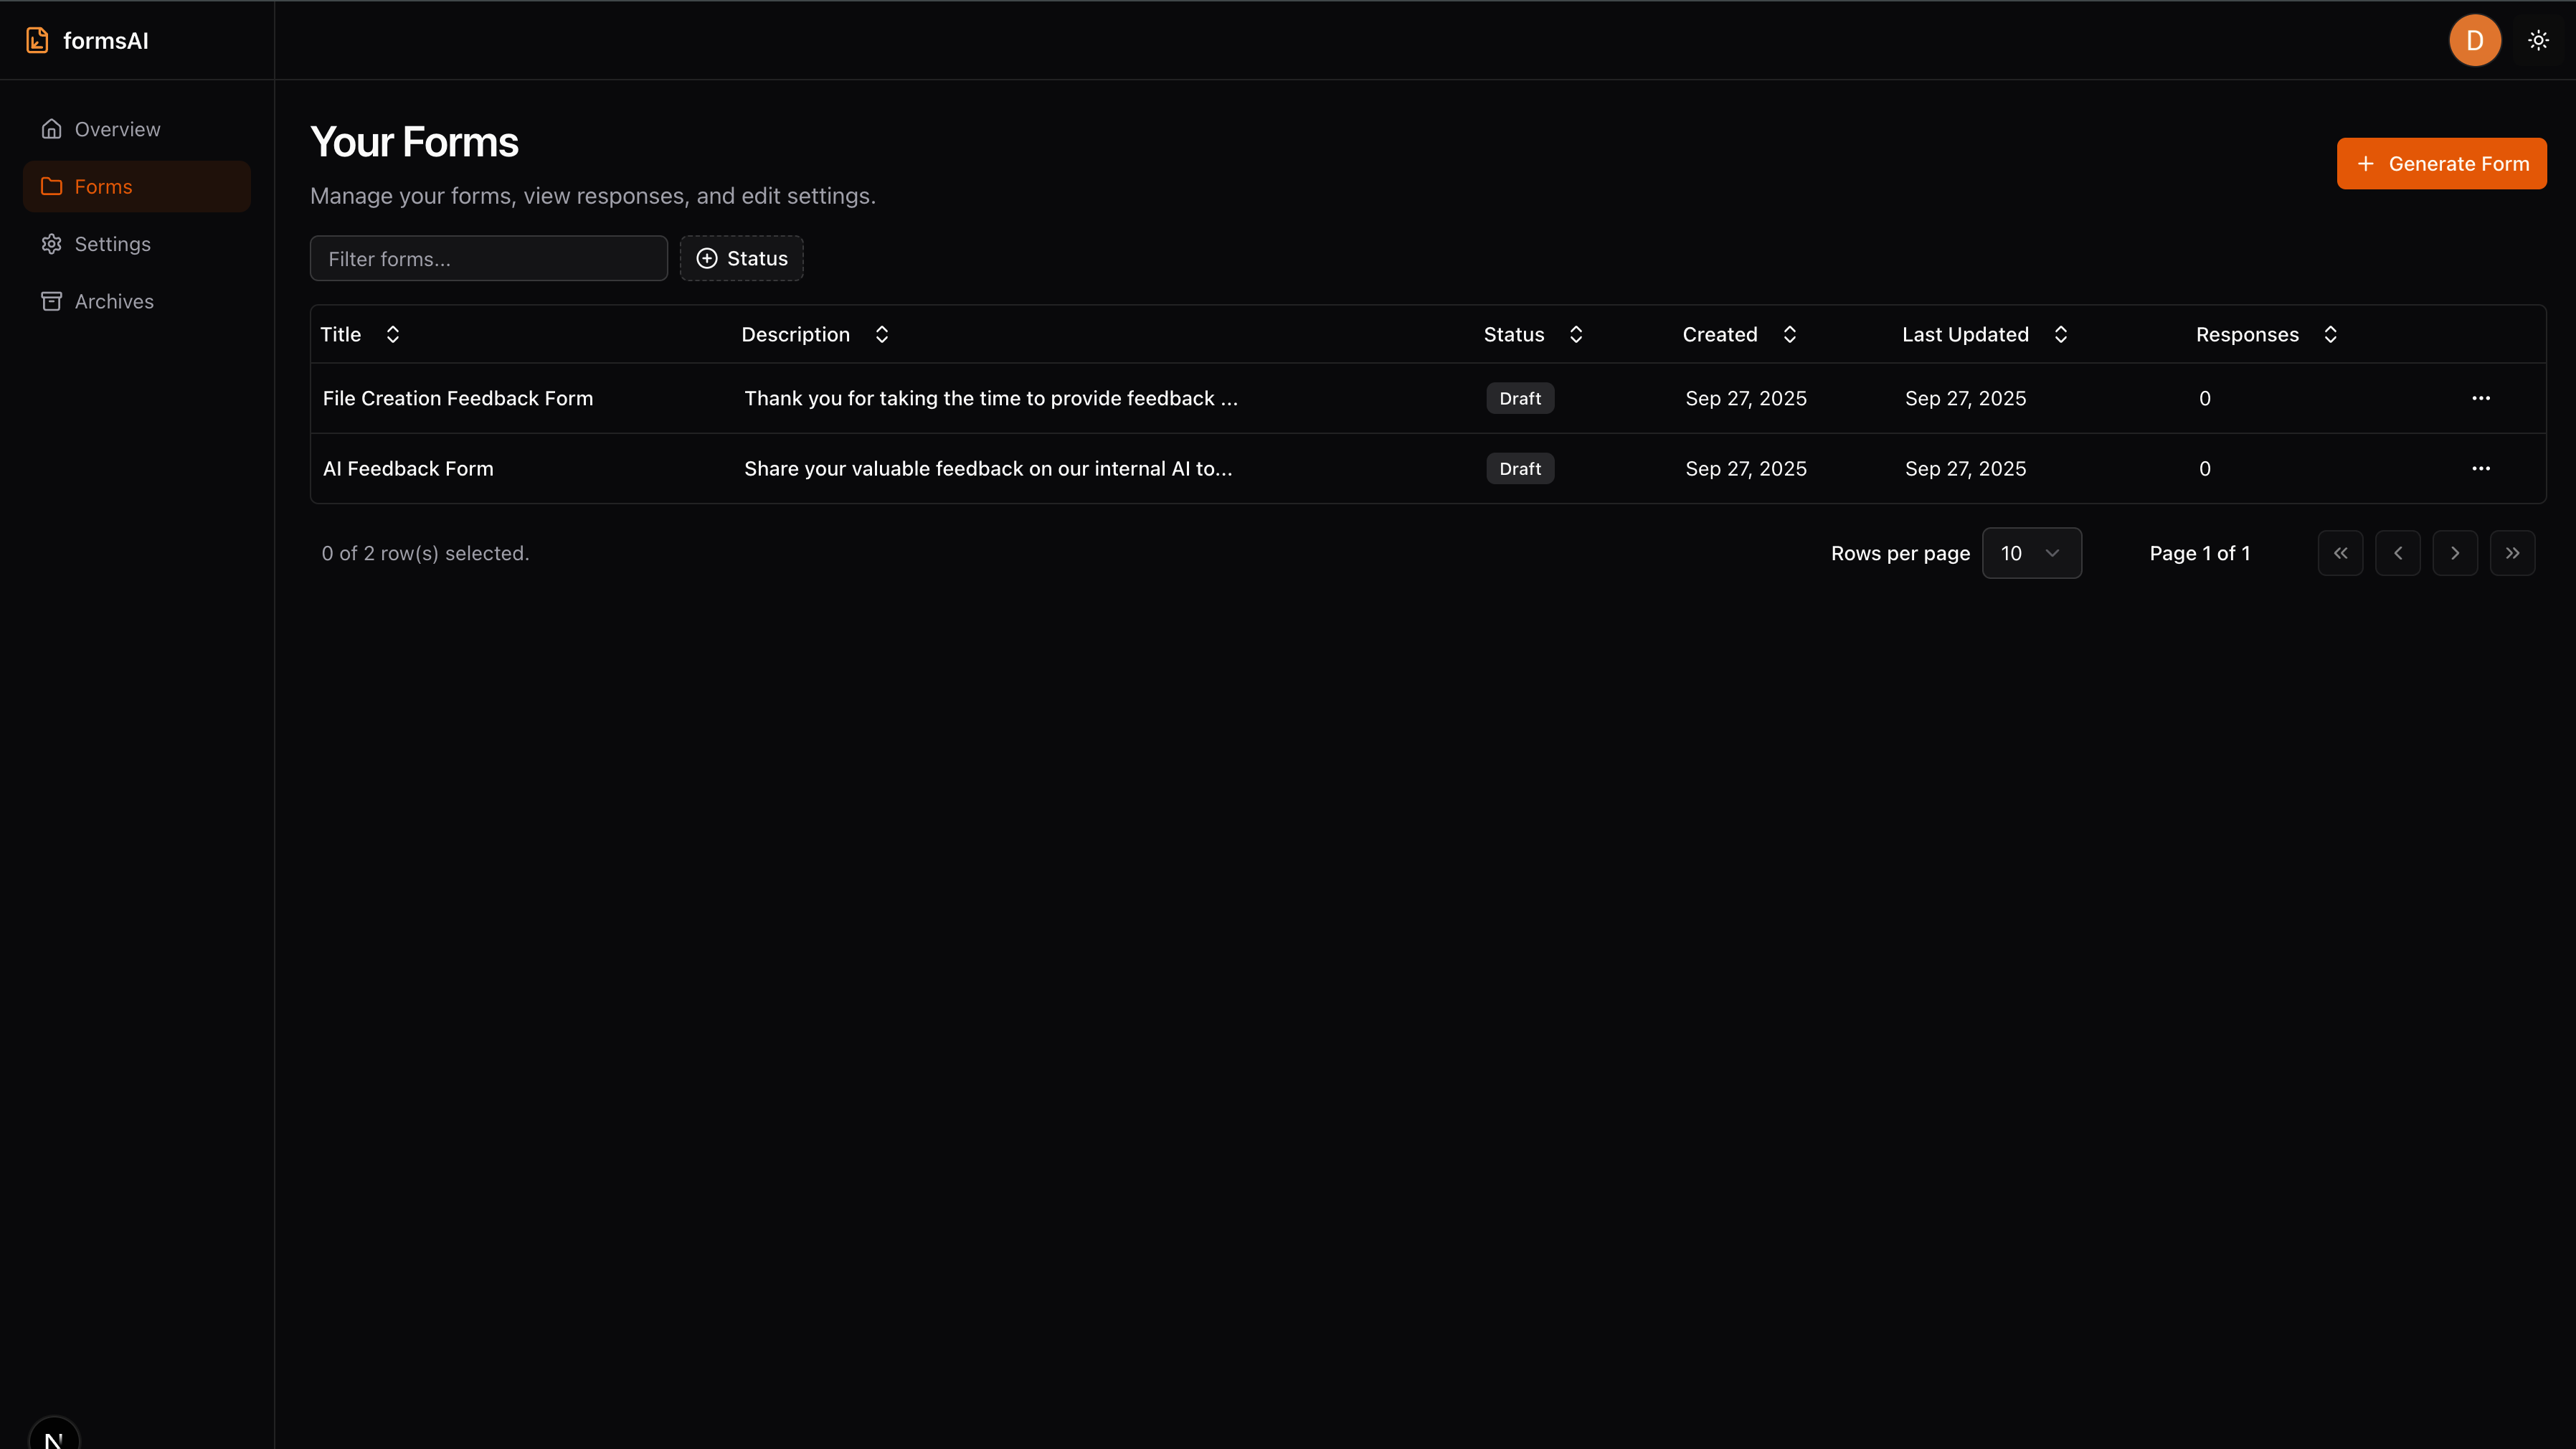 formsAI
D
Overview
Forms
Settings
Archives
Your Forms
Manage your forms, view responses, and edit settings.
Generate Form
Filter forms...
Status
Title Description Status Created Last Updated Responses
File Creation Feedback Form Thank you for taking the time to provide feedback ... Draft Sep 27, 2025 Sep 27, 2025 0
AI Feedback Form Share your valuable feedback on our internal AI to... Draft Sep 27, 2025 Sep 27, 2025 0
0 of 2 row(s) selected. Rows per page 10 Page 1 of 1
N